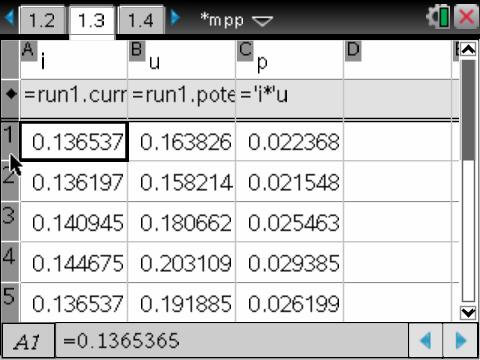 1.2 1.3 1.4 *mpp
A i B u C p D
=run1.curr =run1.pote ='i*'u
1 0.136537 0.163826 0.022368
2 0.136197 0.158214 0.021548
3 0.140945 0.180662 0.025463
4 0.144675 0.203109 0.029385
5 0.136537 0.191885 0.026199
A1 =0.1365365